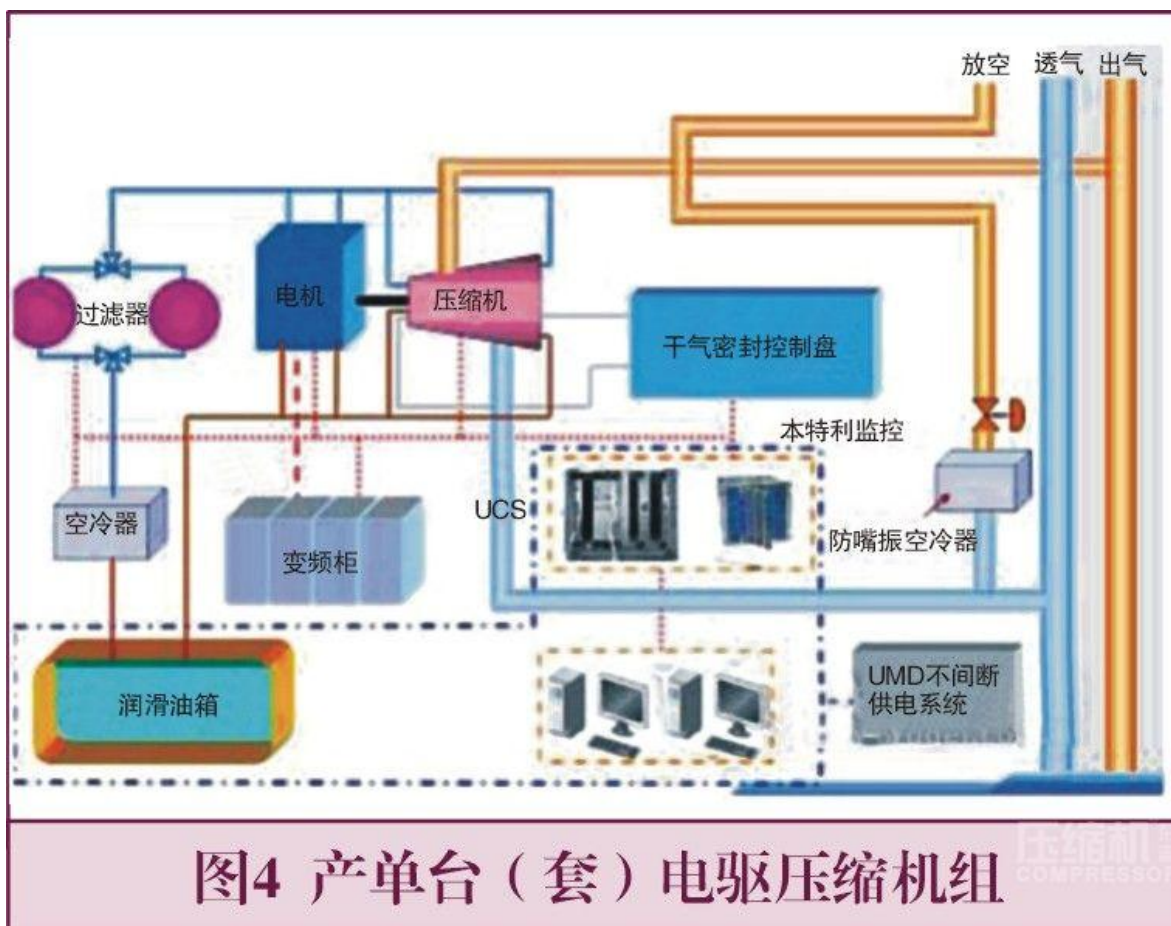 放空 透气 出气
过滤器
电机
压缩机
干气密封控制盘
本特利监控
空冷器
变频柜
UCS
防嘴振空冷器
润滑油箱
UMD不间断
供电系统
压缩机
COMPRESSOR
图4 产单台（套）电驱压缩机组